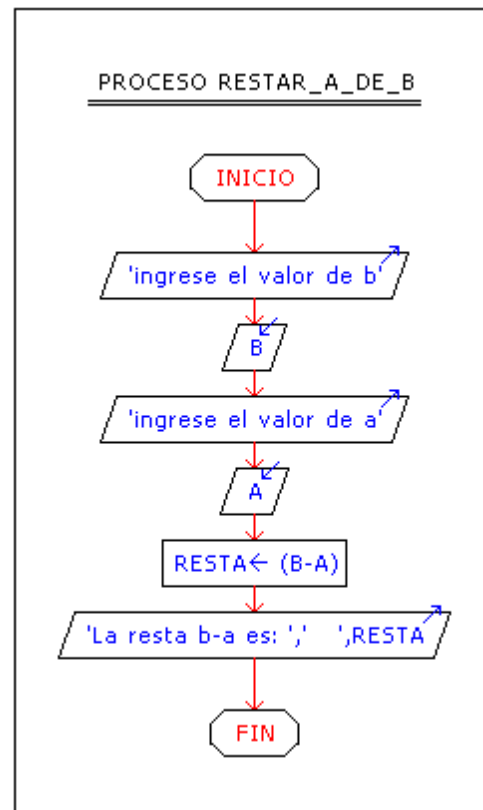 PROCESO RESTAR_A_DE_B
INICIO
'ingrese el valor de b'
B
'ingrese el valor de a'
A
RESTA← (B-A)
'La resta b-a es: ','    ',RESTA
FIN